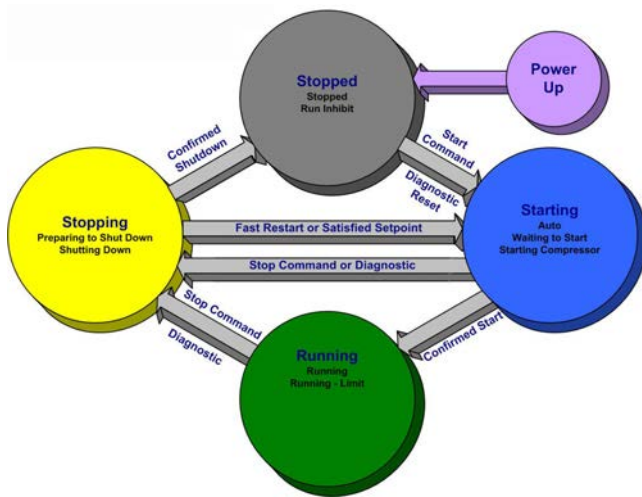 Stopped
Stopped
Run Inhibit
Power
Up
Confirmed
Shutdown
Start
Command
Diagnostic
Reset
Stopping
Preparing to Shut Down
Shutting Down
Fast Restart or Satisfied Setpoint
Stop Command or Diagnostic
Starting
Auto
Waiting to Start
Starting Compressor
Stop Command
Diagnostic
Confirmed Start
Running
Running
Running - Limit